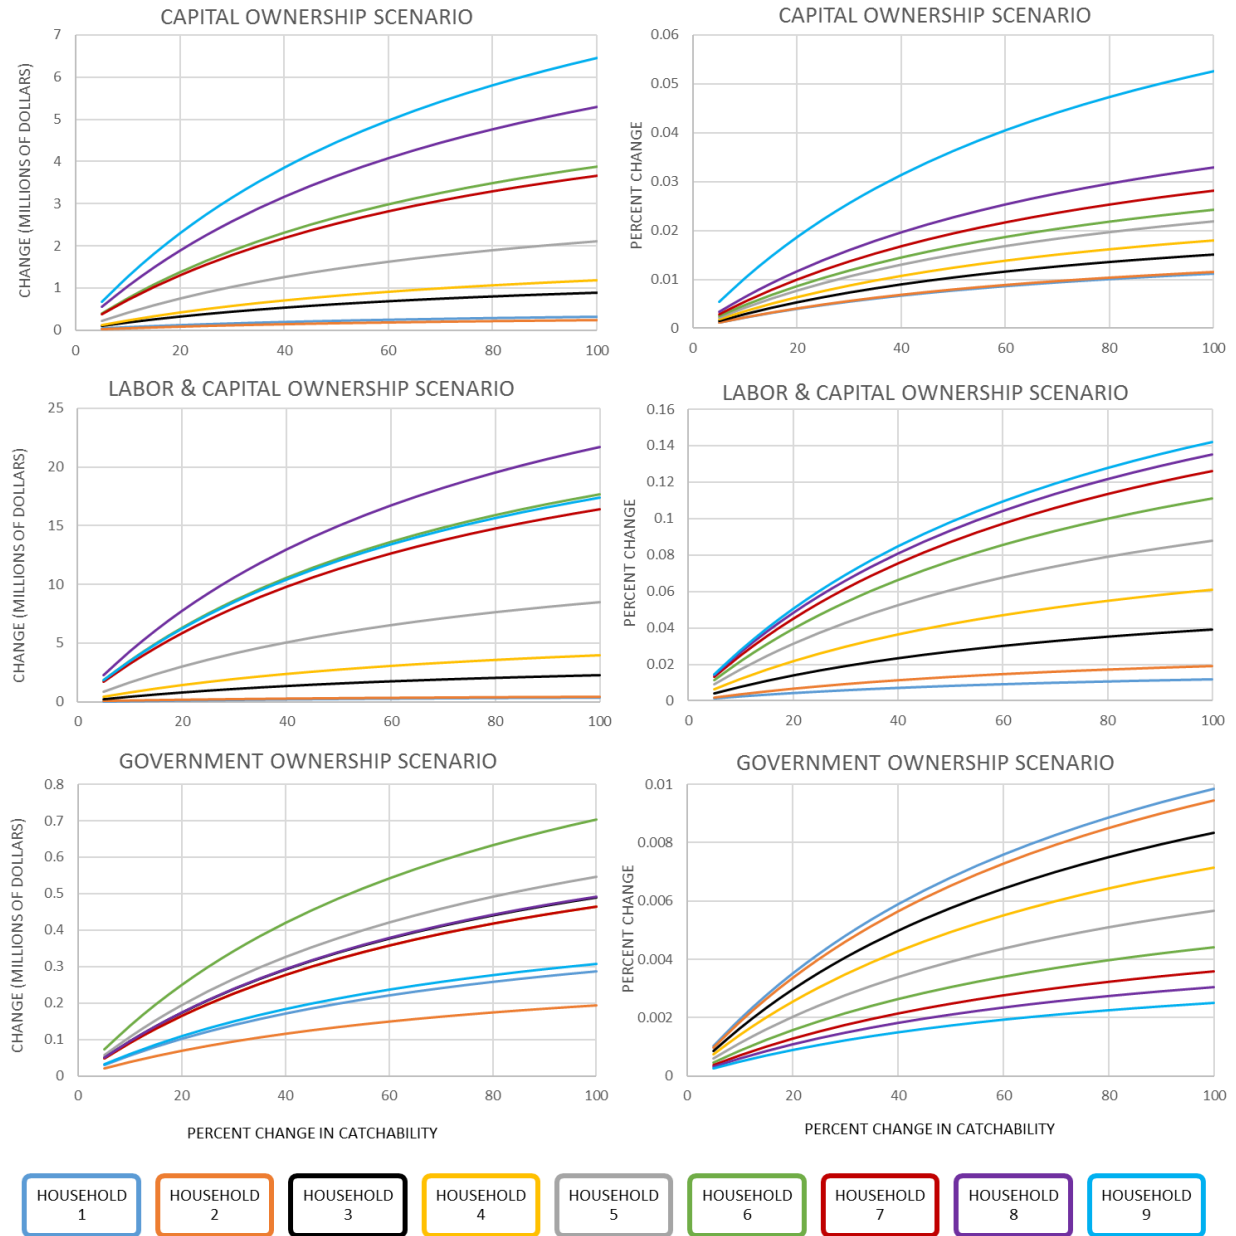 CAPITAL OWNERSHIP SCENARIO
CHANGE (MILLIONS OF DOLLARS)
7
6
5
4
3
2
1
0
0 20 40 60 80 100
CAPITAL OWNERSHIP SCENARIO
PERCENT CHANGE
0.06
0.05
0.04
0.03
0.02
0.01
0
0 20 40 60 80 100
LABOR & CAPITAL OWNERSHIP SCENARIO
CHANGE (MILLIONS OF DOLLARS)
25
20
15
10
5
0
0 20 40 60 80 100
LABOR & CAPITAL OWNERSHIP SCENARIO
PERCENT CHANGE
0.16
0.14
0.12
0.1
0.08
0.06
0.04
0.02
0
0 20 40 60 80 100
GOVERNMENT OWNERSHIP SCENARIO
CHANGE (MILLIONS OF DOLLARS)
0.8
0.7
0.6
0.5
0.4
0.3
0.2
0.1
0
0 20 40 60 80 100
PERCENT CHANGE IN CATCHABILITY
GOVERNMENT OWNERSHIP SCENARIO
PERCENT CHANGE
0.01
0.008
0.006
0.004
0.002
0
0 20 40 60 80 100
PERCENT CHANGE IN CATCHABILITY
HOUSEHOLD
1
HOUSEHOLD
2
HOUSEHOLD
3
HOUSEHOLD
4
HOUSEHOLD
5
HOUSEHOLD
6
HOUSEHOLD
7
HOUSEHOLD
8
HOUSEHOLD
9